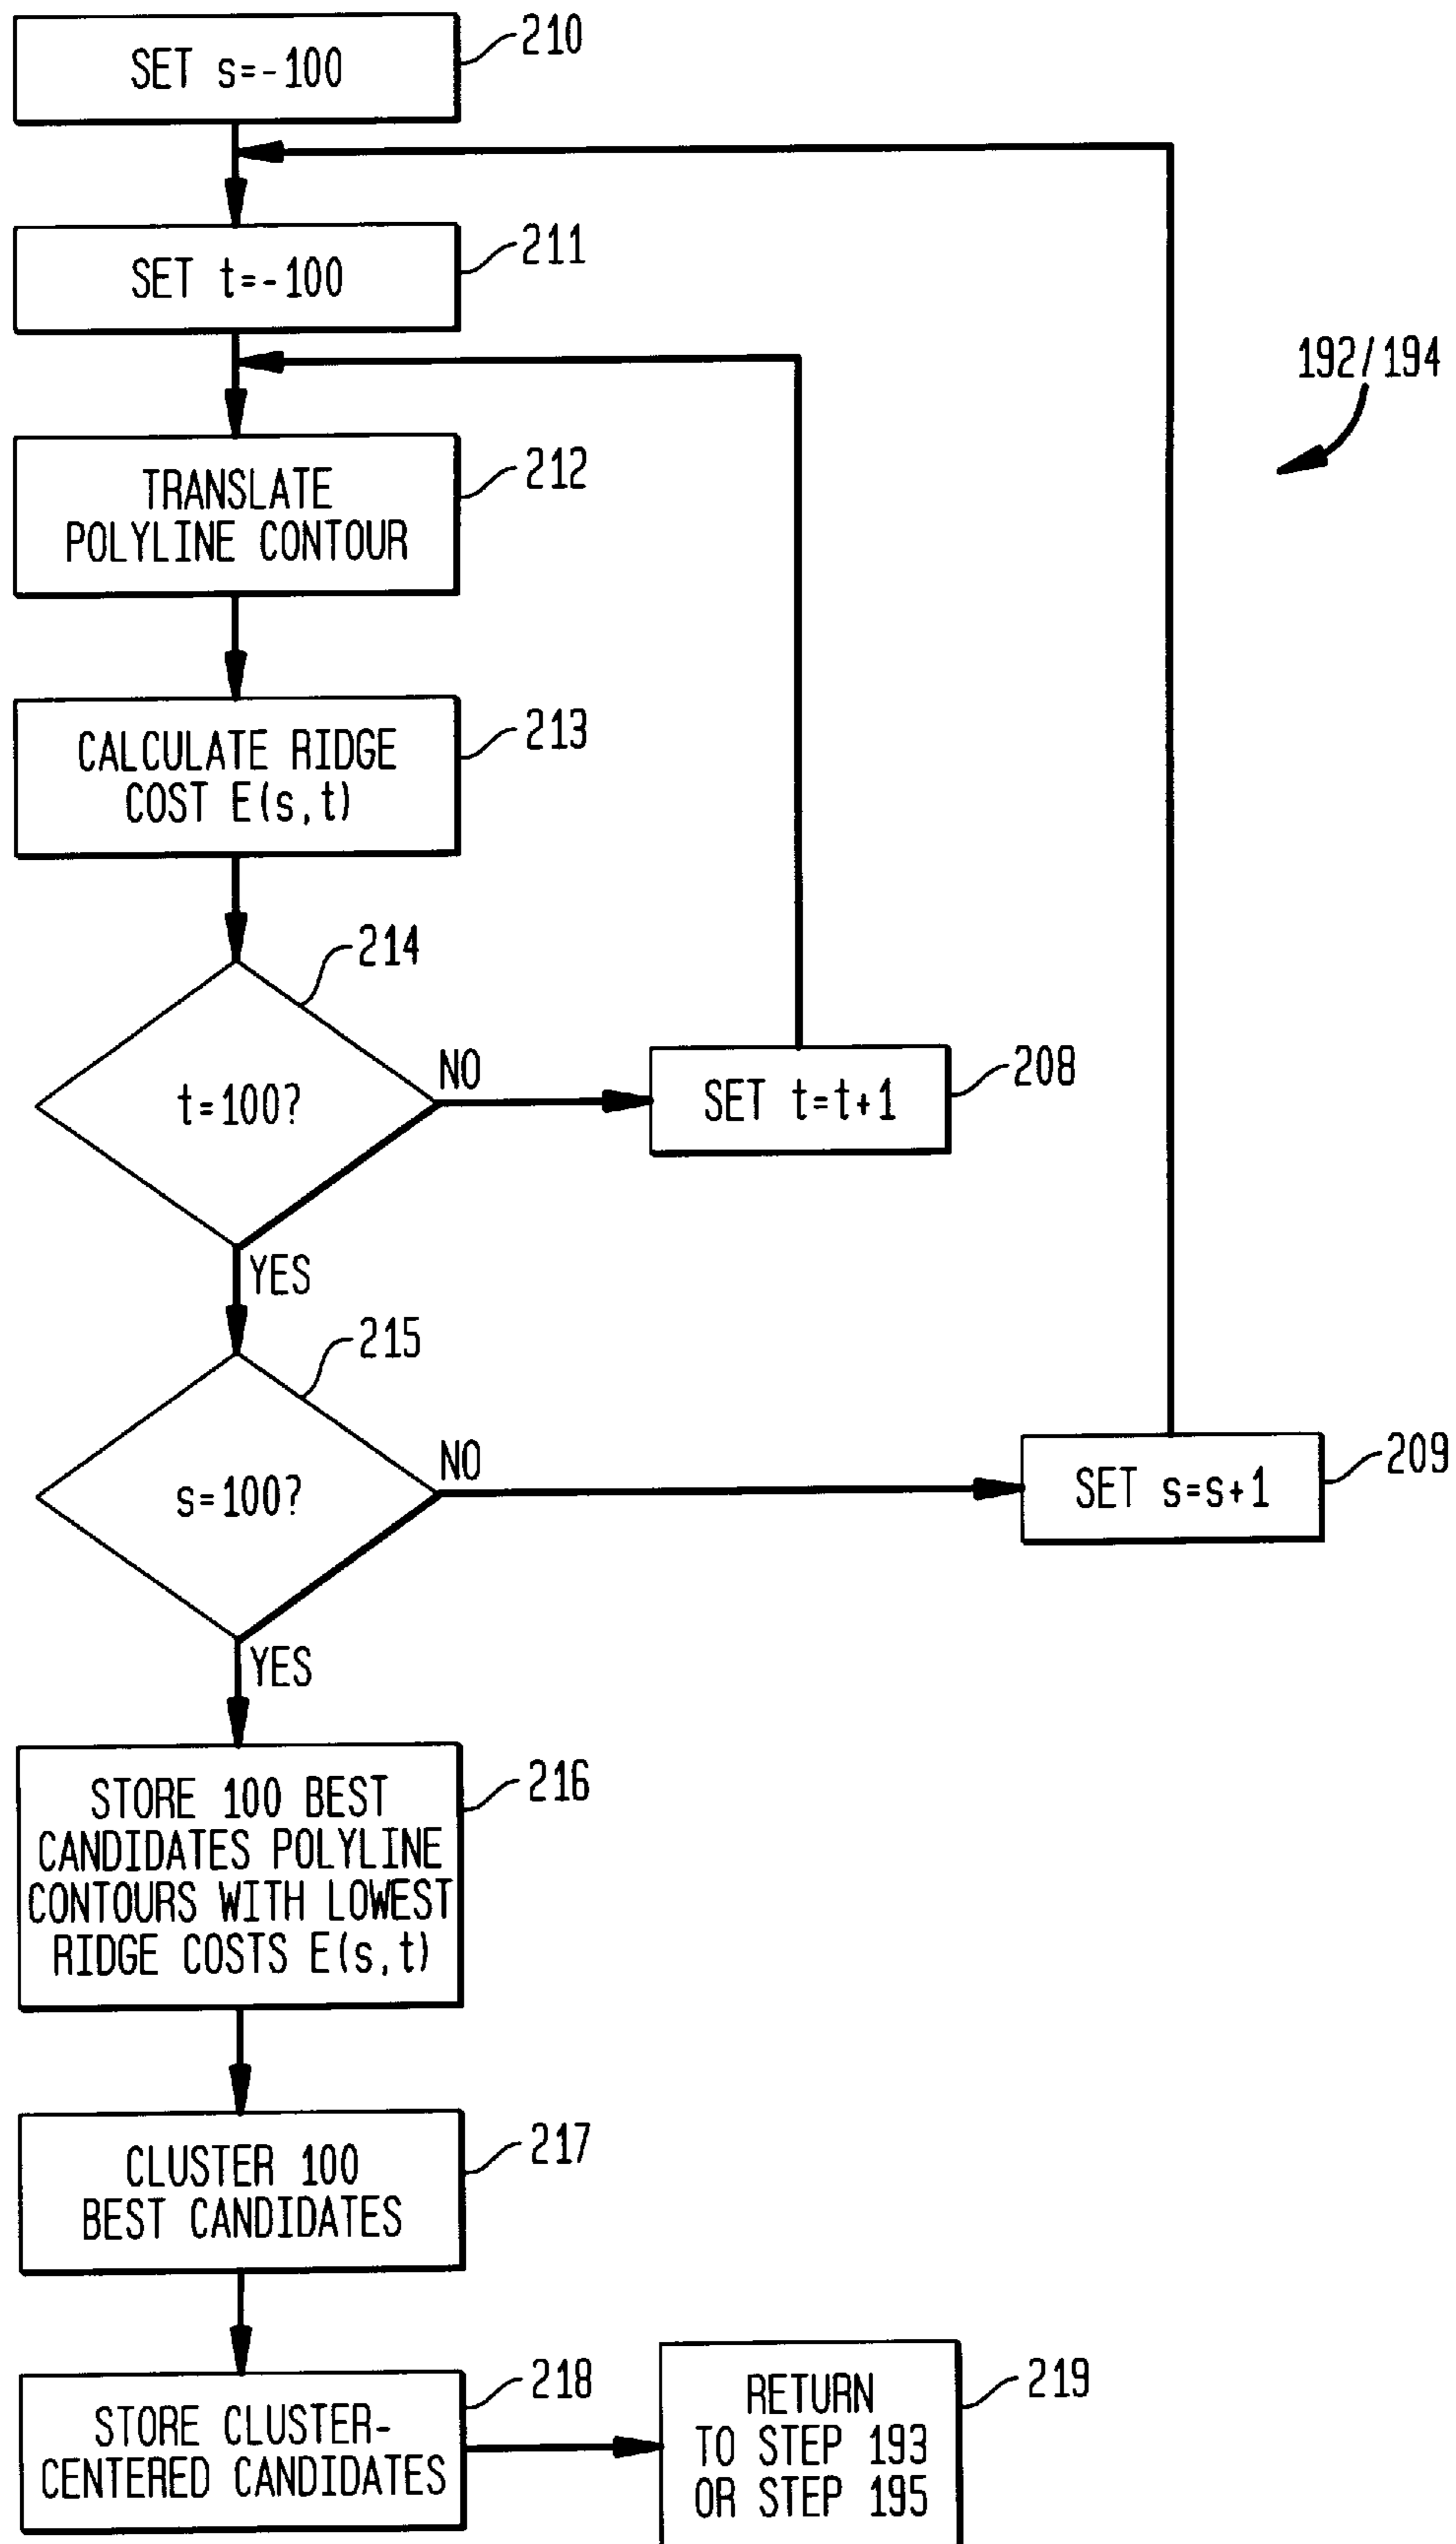 210
SET s=-100
211
SET t=-100
192/194
212
TRANSLATE
POLYLINE CONTOUR
213
CALCULATE RIDGE
COST E(s,t)
214
t=100?
NO
SET t=t+1
208
YES
215
s=100?
NO
SET s=s+1
209
YES
216
STORE 100 BEST
CANDIDATES POLYLINE
CONTOURS WITH LOWEST
RIDGE COSTS E(s,t)
217
CLUSTER 100
BEST CANDIDATES
218
STORE CLUSTER-
CENTERED CANDIDATES
219
RETURN
TO STEP 193
OR STEP 195